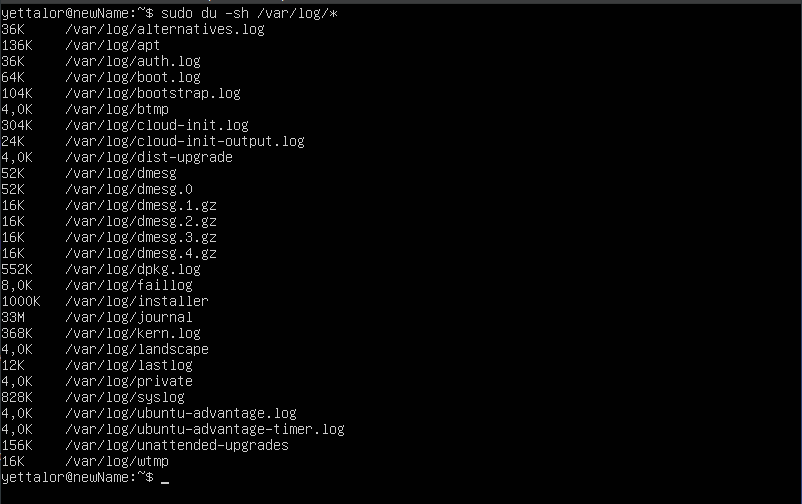 yettalor@newName:~$ sudo du -sh /var/log/*
36K /var/log/alternatives.log
136K /var/log/apt
36K /var/log/auth.log
64K /var/log/boot.log
104K /var/log/bootstrap.log
4,0K /var/log/btmp
304K /var/log/cloud-init.log
24K /var/log/cloud-init-output.log
4,0K /var/log/dist-upgrade
52K /var/log/dmesg
52K /var/log/dmesg.0
16K /var/log/dmesg.1.gz
16K /var/log/dmesg.2.gz
16K /var/log/dmesg.3.gz
16K /var/log/dmesg.4.gz
552K /var/log/dpkg.log
8,0K /var/log/faillog
1000K /var/log/installer
33M /var/log/journal
368K /var/log/kern.log
4,0K /var/log/landscape
12K /var/log/lastlog
4,0K /var/log/private
828K /var/log/syslog
4,0K /var/log/ubuntu-advantage.log
4,0K /var/log/ubuntu-advantage-timer.log
156K /var/log/unattended-upgrades
16K /var/log/wtmp
yettalor@newName:~$ _